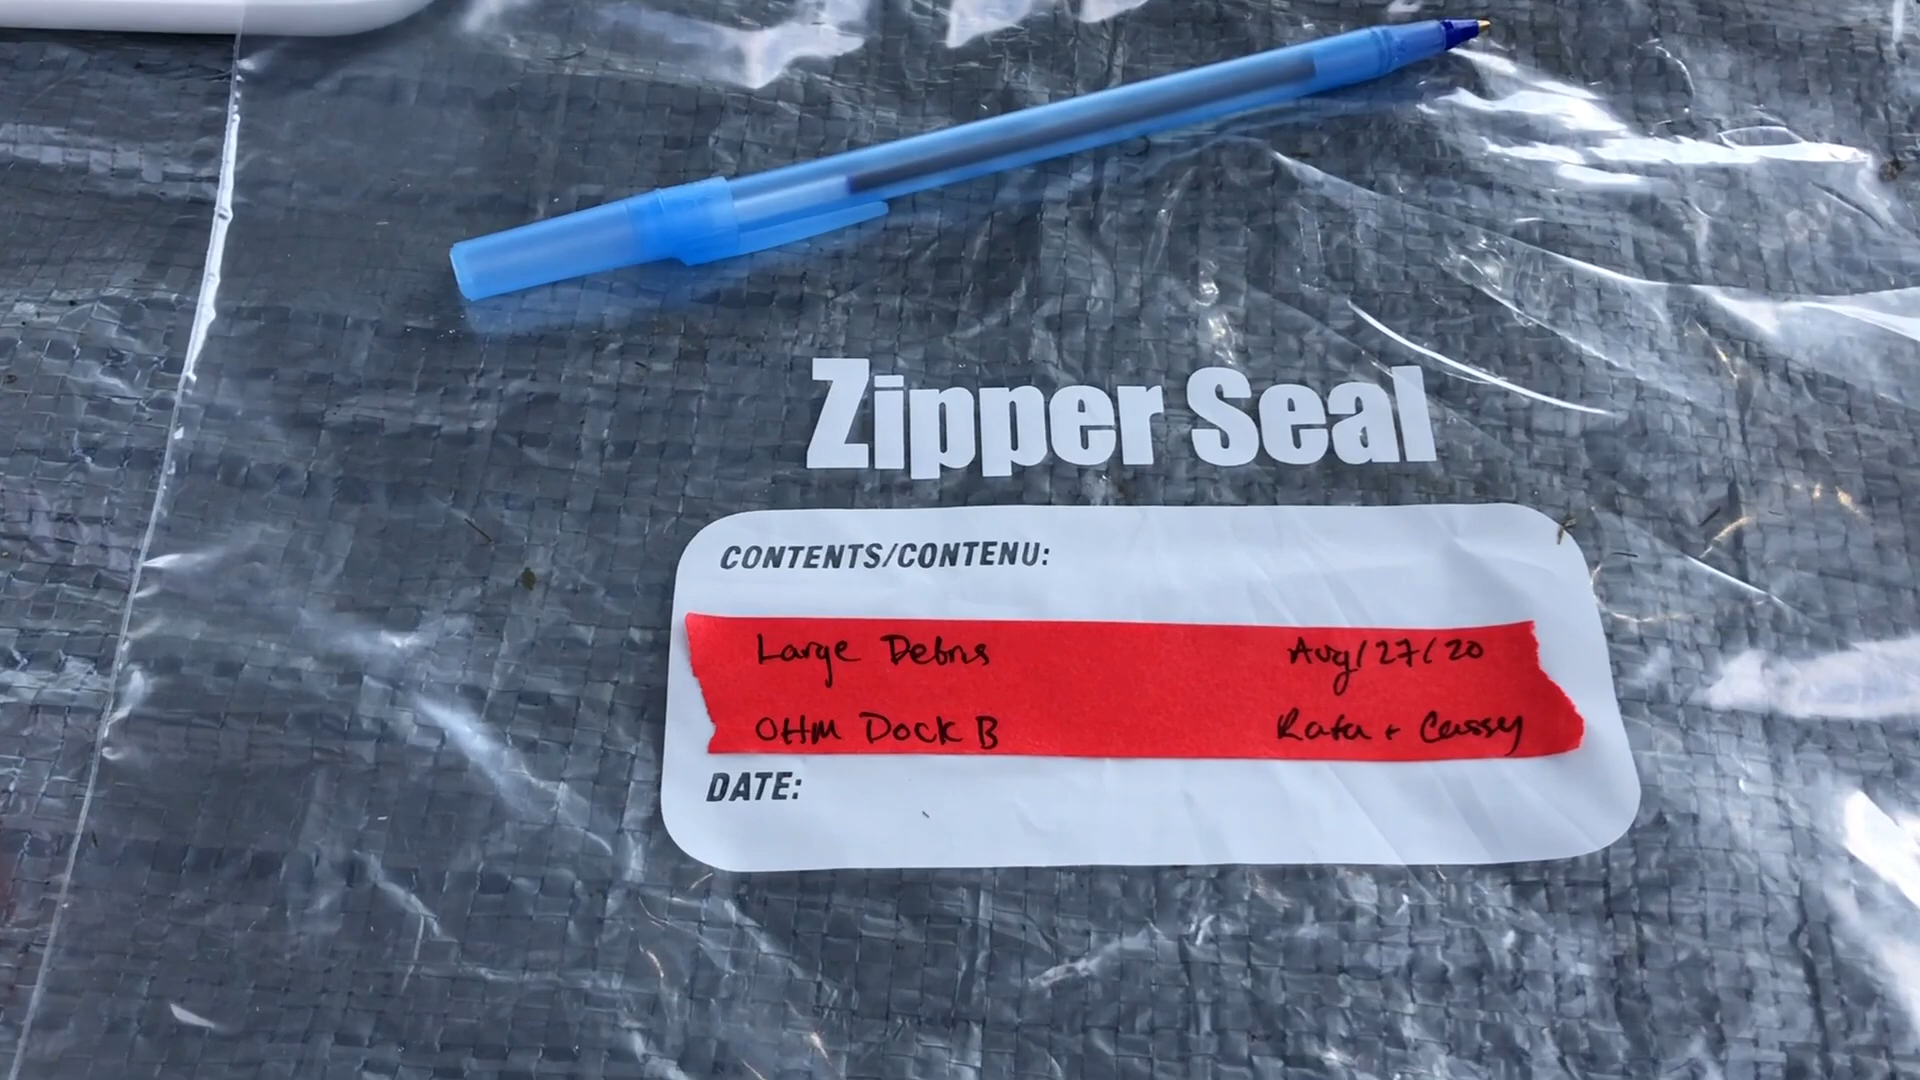 Zipper Seal
CONTENTS/CONTENU:
Large Debris Aug/27/20
OHM Dock B Rafa + Cassy
DATE: